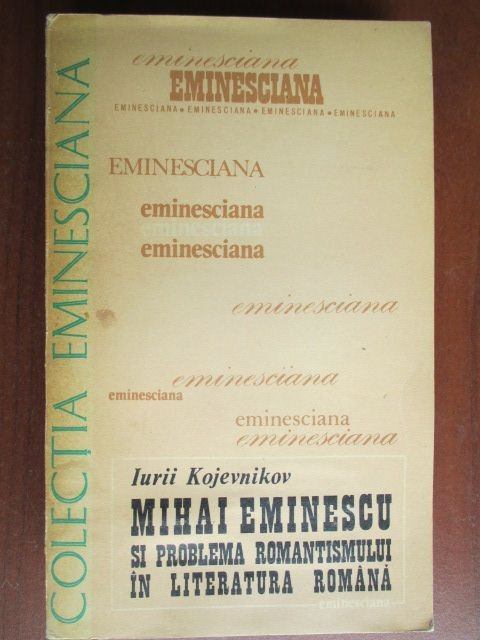 COLECȚIA EMINESCIANA
eminesciana
EMINESCIANA
EMINESCIANA • EMINESCIANA • EMINESCIANA • EMINESCIANA
EMINESCIANA
eminesciana
eminesciana
eminesciana
eminesciana
eminesciana
eminesciana
eminesciana
eminesciana
Iurii Kojevnikov
MIHAI EMINESCU
SI PROBLEMA ROMANTISMULUI
ÎN LITERATURA ROMÂNĂ
eminesciana